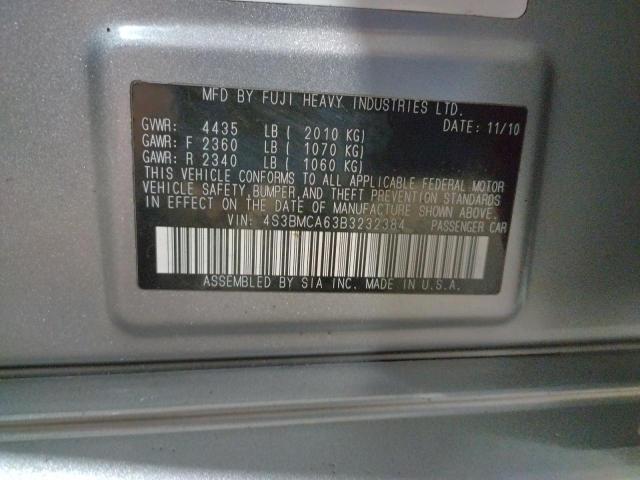 MFD BY FUJI HEAVY INDUSTRIES LTD.
GVWR: 4435 LB ( 2010 KG) DATE: 11/10
GAWR: F 2360 LB ( 1070 KG)
GAWR: R 2340 LB ( 1060 KG)
THIS VEHICLE CONFORMS TO ALL APPLICABLE FEDERAL MOTOR
VEHICLE SAFETY, BUMPER, AND THEFT PREVENTION STANDARDS
IN EFFECT ON THE DATE OF MANUFACTURE SHOWN ABOVE.
VIN: 4S3BMCA63B3232384 PASSENGER CAR
ASSEMBLED BY SIA INC. MADE IN U.S.A.